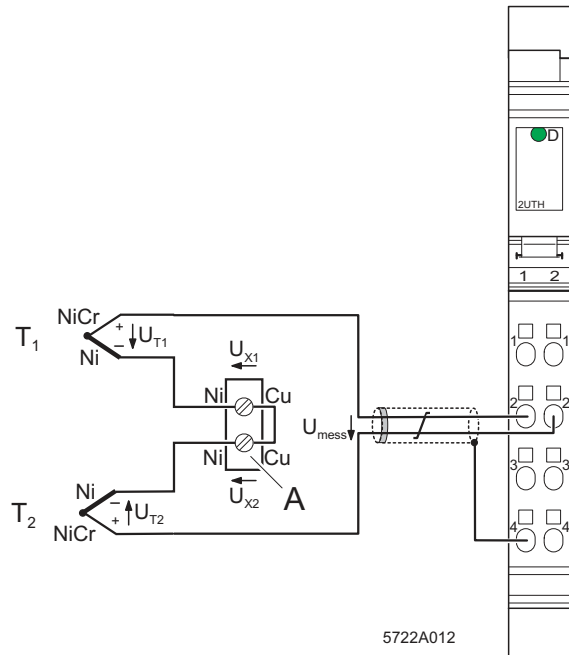 D
2UTH
1 2
NiCr
+
T1
UT1
Ni
−
UX1
1 1
Ni Cu
2 2
Umess
Ni Cu
A
UX2
3 3
Ni
−
T2
UT2
NiCr
+
4 4
5722A012